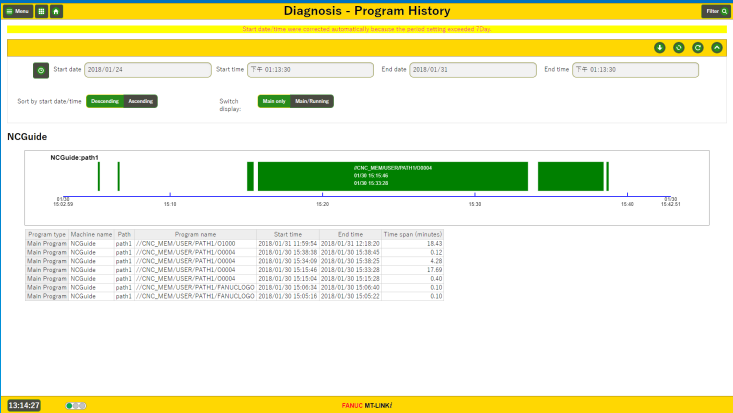 Menu
Diagnosis - Program History
Filter
Start date/time were corrected automatically because the period setting exceeded 7Day.
Start date 2018/01/24 Start time 下午 01:13:30 End date 2018/01/31 End time 下午 01:13:30
Sort by start date/time Descending Ascending Switch display: Main only Main/Running
NCGuide
NCGuide:path1
//CNC_MEM/USER/PATH1/O0004
01/30 15:15:46
01/30 15:33:28
01/30 15:02:59 15:10 15:20 15:30 15:40 01/30 15:42:51
Program type Machine name Path Program name Start time End time Time span (minutes)
Main Program NCGuide path1 //CNC_MEM/USER/PATH1/O1000 2018/01/31 11:59:54 2018/01/31 12:18:20 18.43
Main Program NCGuide path1 //CNC_MEM/USER/PATH1/O0004 2018/01/30 15:38:38 2018/01/30 15:38:45 0.12
Main Program NCGuide path1 //CNC_MEM/USER/PATH1/O0004 2018/01/30 15:34:09 2018/01/30 15:38:25 4.28
Main Program NCGuide path1 //CNC_MEM/USER/PATH1/O0004 2018/01/30 15:15:46 2018/01/30 15:33:28 17.69
Main Program NCGuide path1 //CNC_MEM/USER/PATH1/O0004 2018/01/30 15:15:04 2018/01/30 15:15:28 0.40
Main Program NCGuide path1 //CNC_MEM/USER/PATH1/FANUCLOGO 2018/01/30 15:06:34 2018/01/30 15:06:40 0.10
Main Program NCGuide path1 //CNC_MEM/USER/PATH1/FANUCLOGO 2018/01/30 15:05:16 2018/01/30 15:05:22 0.10
13:14:27
FANUC MT-LINKi